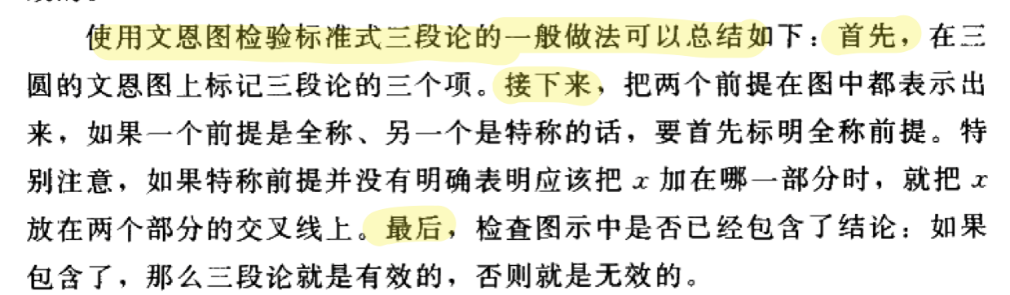 使用文恩图检验标准式三段论的一般做法可以总结如下：首先，在三
圆的文恩图上标记三段论的三个项。接下来，把两个前提在图中都表示出
来，如果一个前提是全称、另一个是特称的话，要首先标明全称前提。特
别注意，如果特称前提并没有明确表明应该把 x 加在哪一部分时，就把 x
放在两个部分的交叉线上。最后，检查图示中是否已经包含了结论：如果
包含了，那么三段论就是有效的，否则就是无效的。